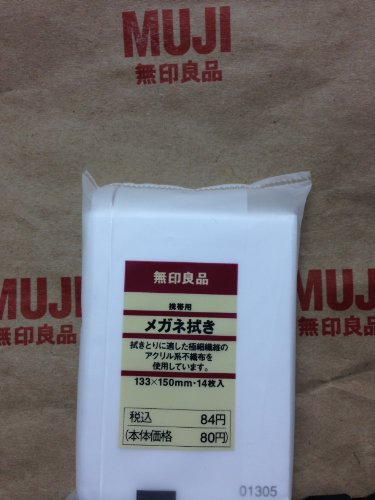 MUJI
無印良品
MUJI
無印良品
MUJI
無印良品
無印良品
携帯用
メガネ拭き
拭きとりに適した極細繊維の
アクリル系不織布を
使用しています。
133×150mm・14枚入
税込 84円
(本体価格 80円)
01305